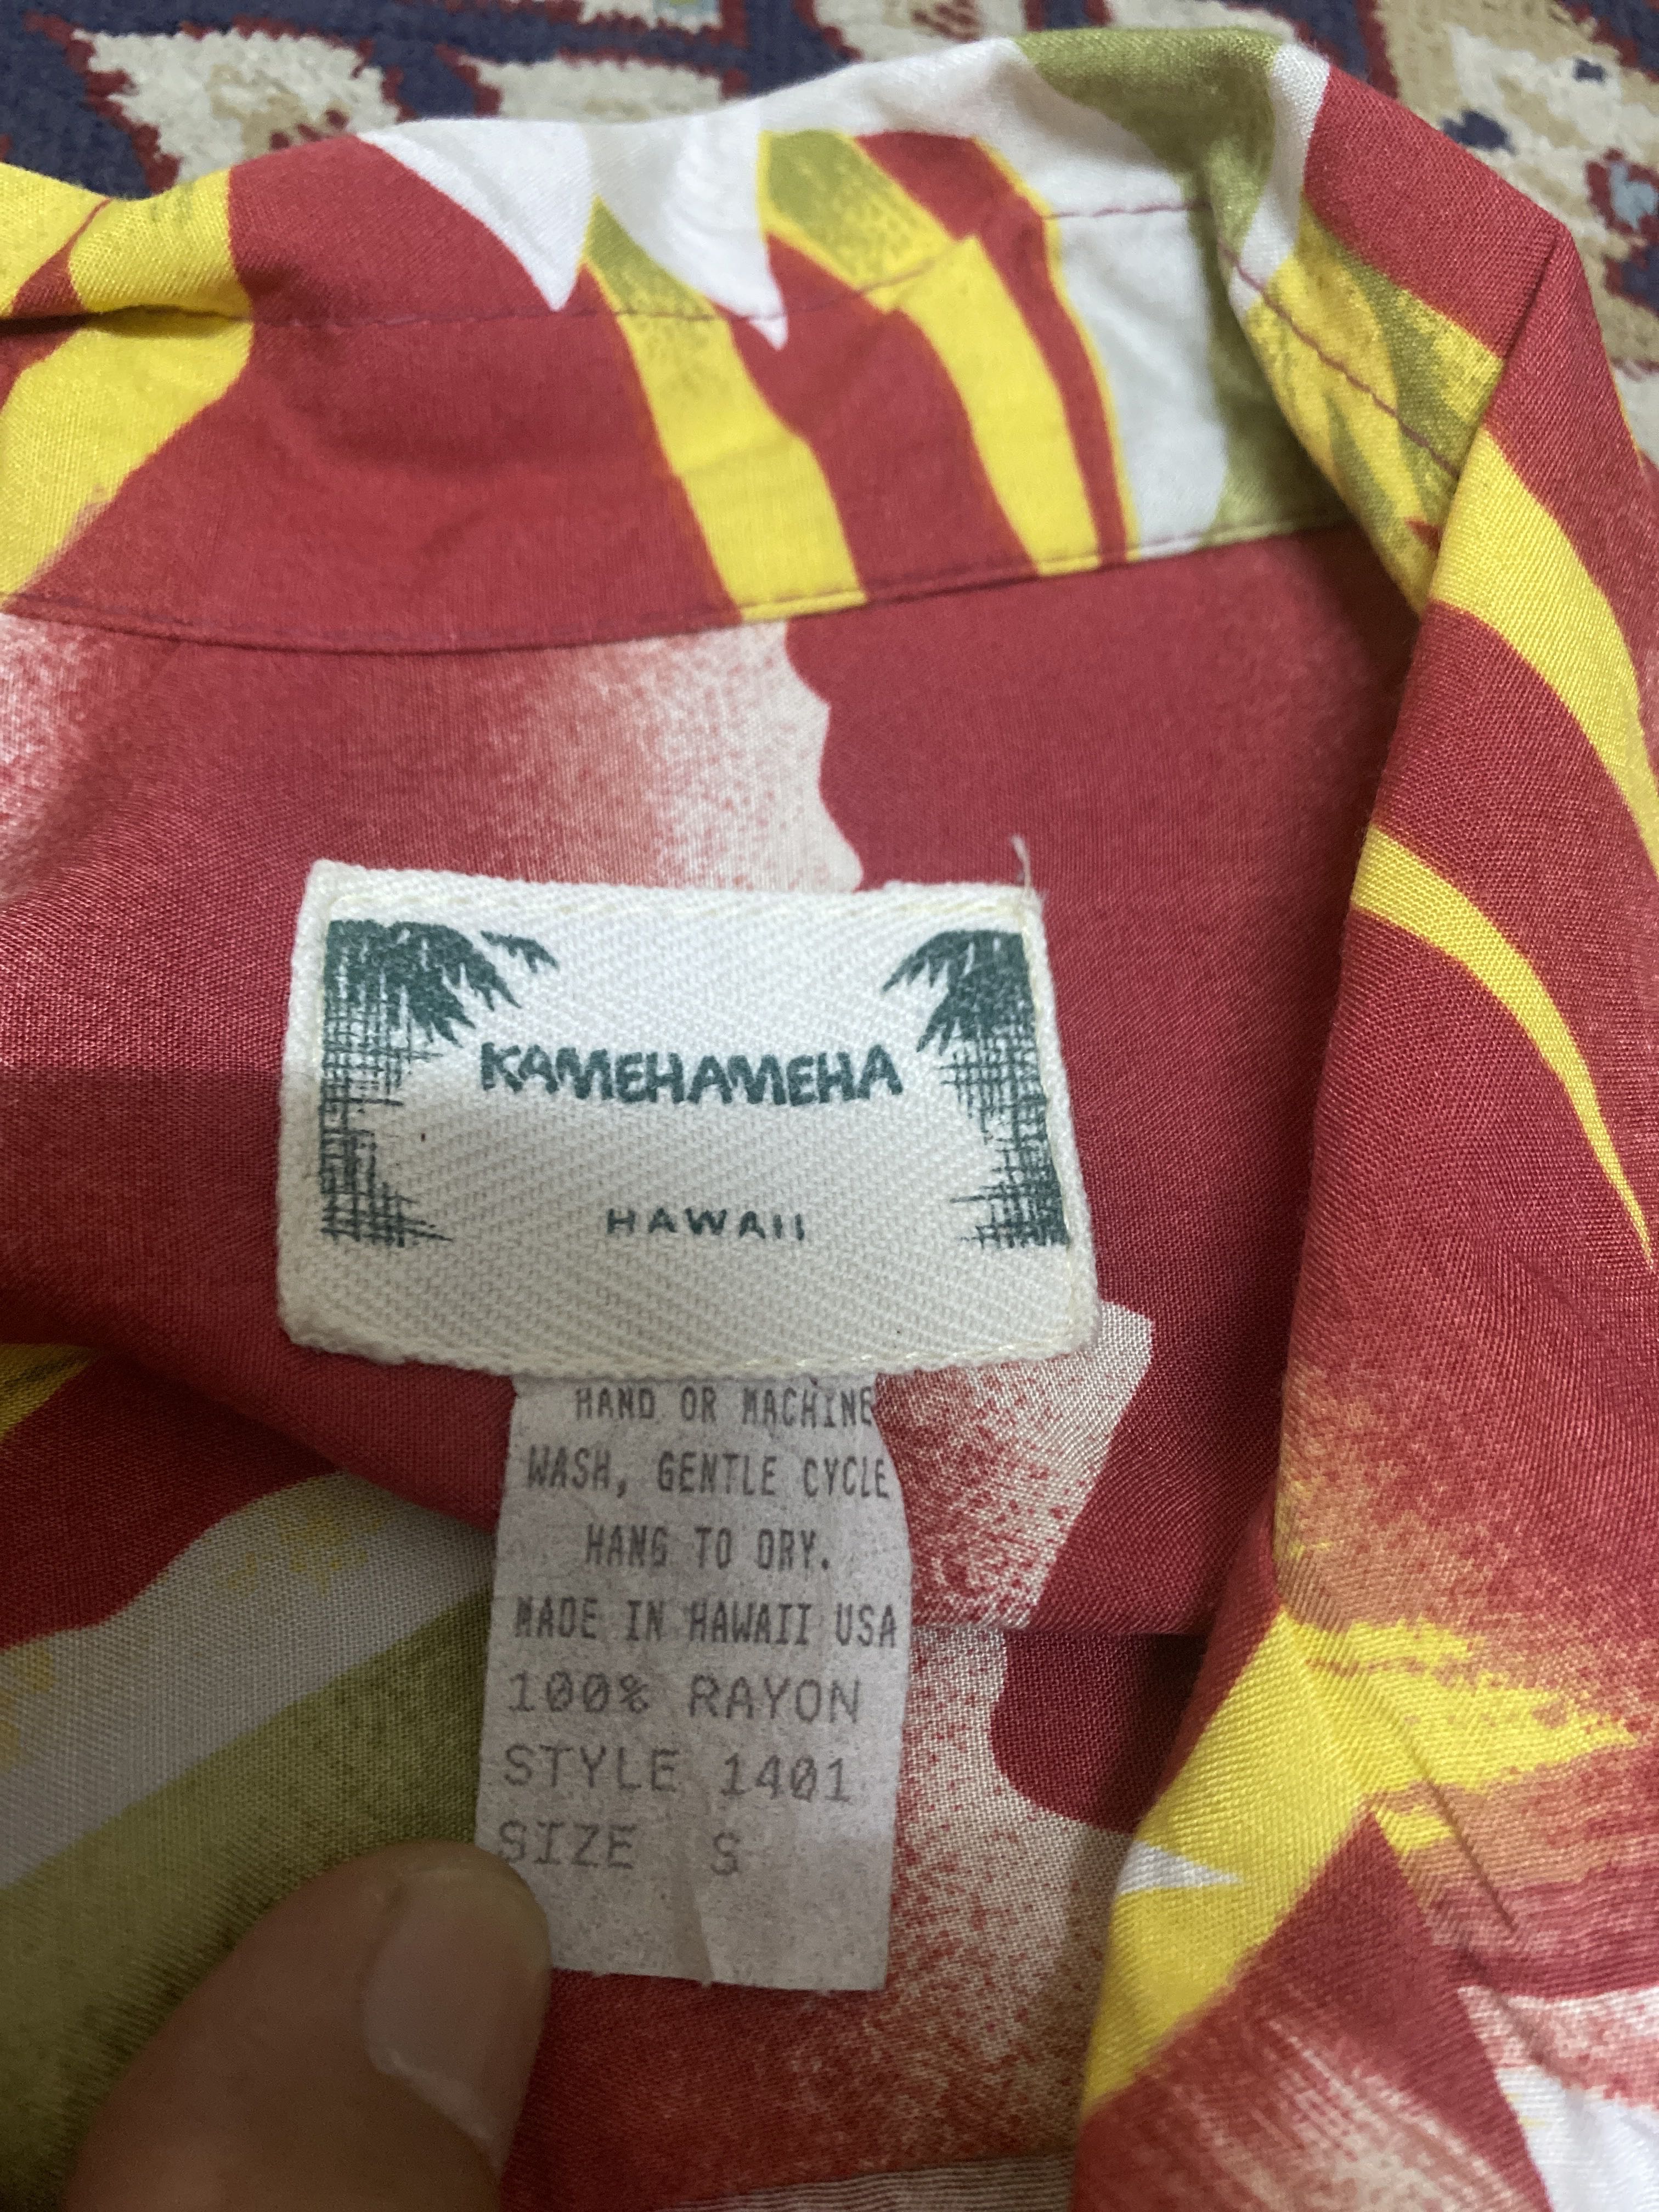 KAMEHAMEHA
HAWAII
HAND OR MACHINE
WASH, GENTLE CYCLE
HANG TO DRY.
MADE IN HAWAII USA
100% RAYON
STYLE 1401
SIZE S